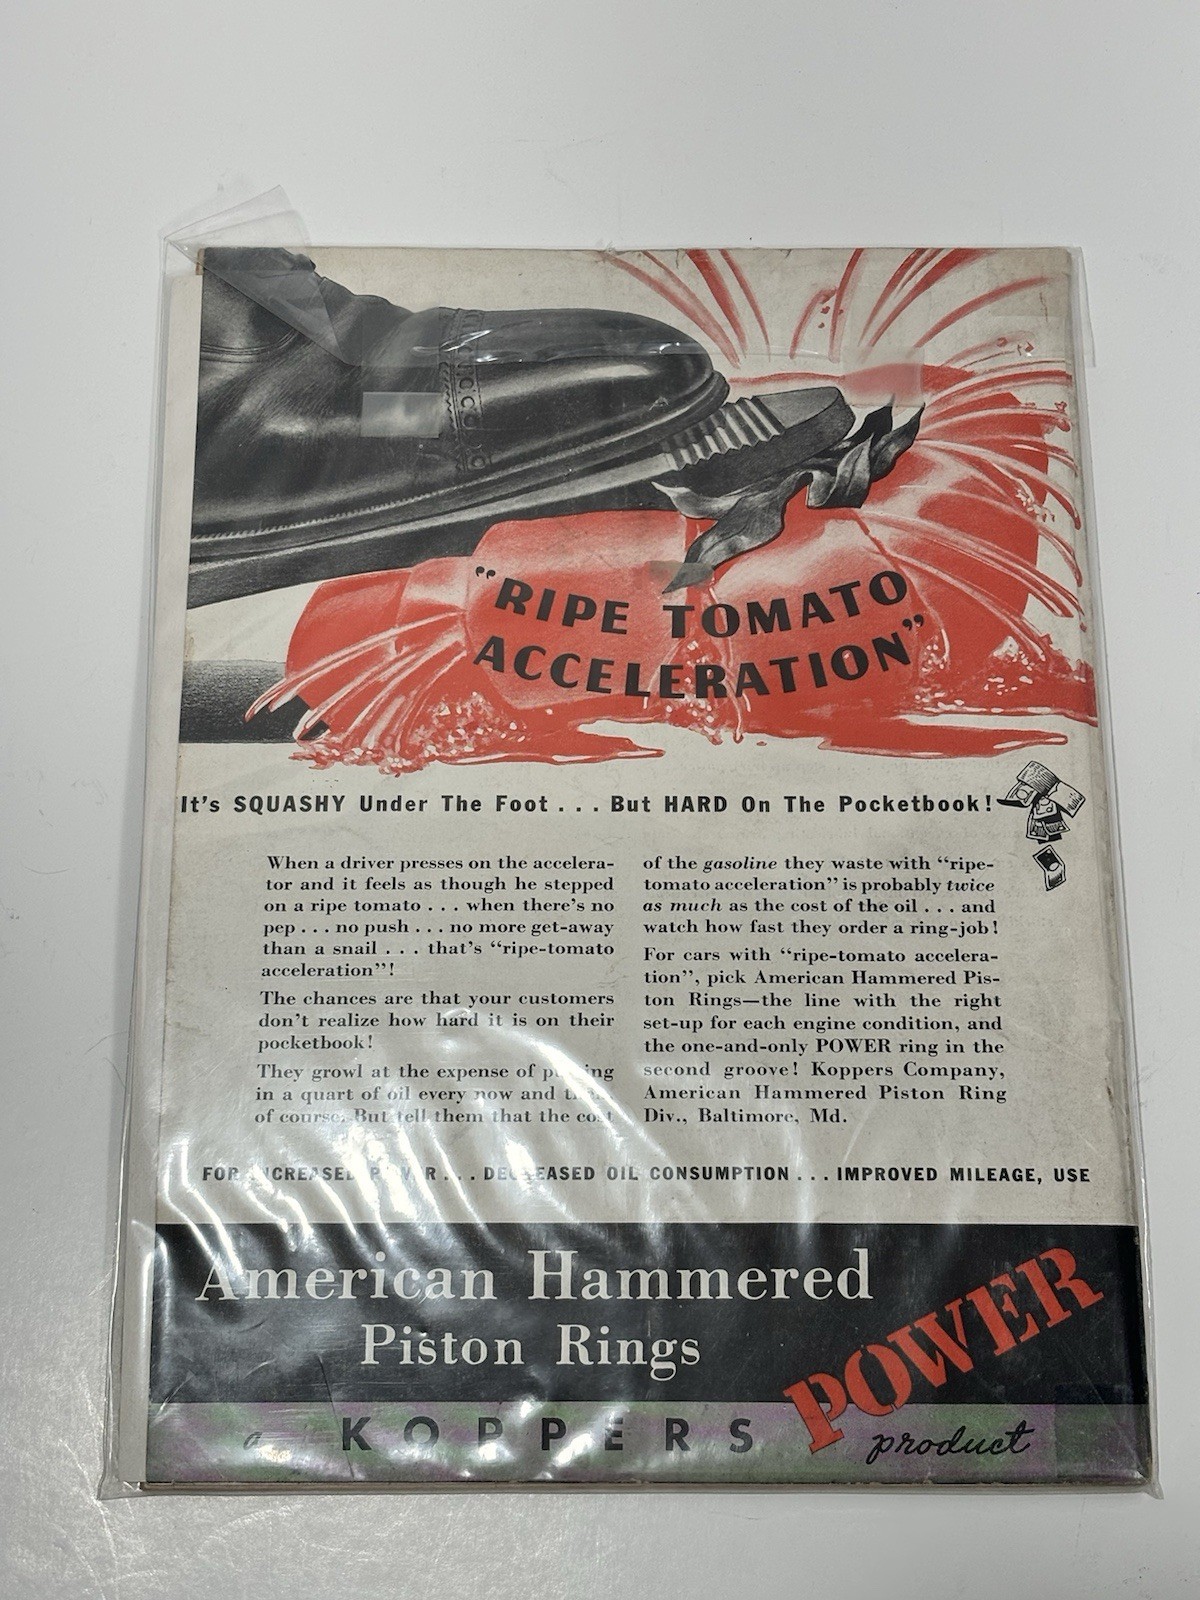 "RIPE TOMATO
ACCELERATION"
It's SQUASHY Under The Foot . . . But HARD On The Pocketbook!
When a driver presses on the accelera-
tor and it feels as though he stepped
on a ripe tomato . . . when there's no
pep . . . no push . . . no more get-away
than a snail . . . that's "ripe-tomato
acceleration"!
The chances are that your customers
don't realize how hard it is on their
pocketbook!
They growl at the expense of putting
in a quart of oil every now and then,
of course. But tell them that the cost
of the gasoline they waste with "ripe-
tomato acceleration" is probably twice
as much as the cost of the oil . . . and
watch how fast they order a ring-job!
For cars with "ripe-tomato accelera-
tion", pick American Hammered Pis-
ton Rings—the line with the right
set-up for each engine condition, and
the one-and-only POWER ring in the
second groove! Koppers Company,
American Hammered Piston Ring
Div., Baltimore, Md.
FOR INCREASED POWER . . . DECREASED OIL CONSUMPTION . . . IMPROVED MILEAGE, USE
American Hammered
Piston Rings
POWER
a KOPPERS product